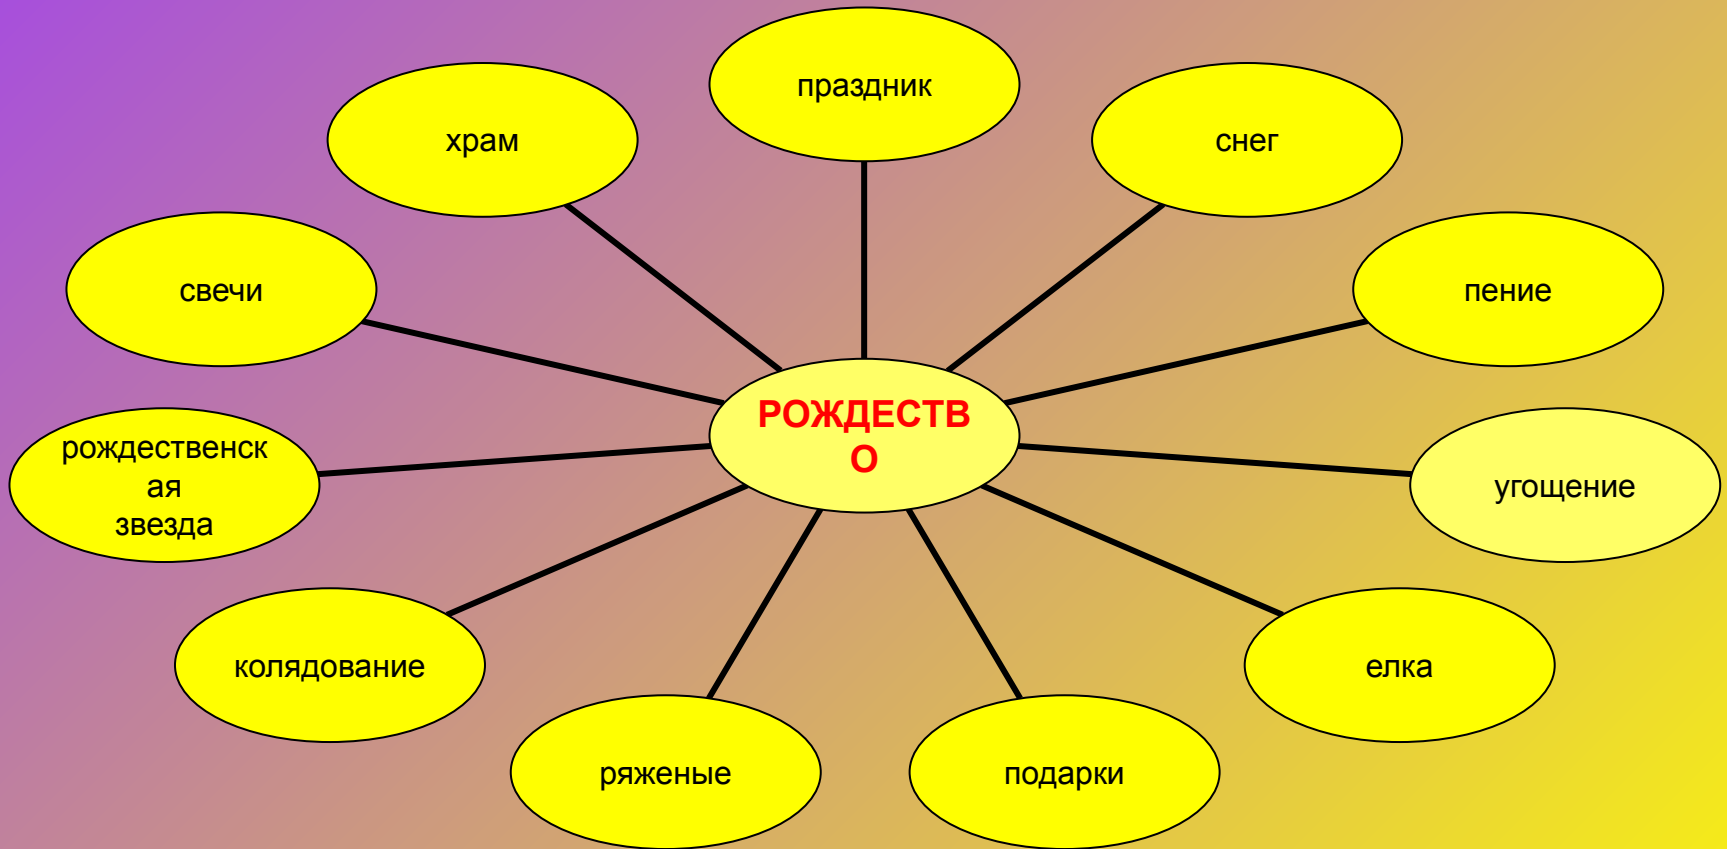 праздник
храм
снег
свечи
пение
РОЖДЕСТВ
О
рождественск
ая
звезда
угощение
колядование
елка
ряженые
подарки